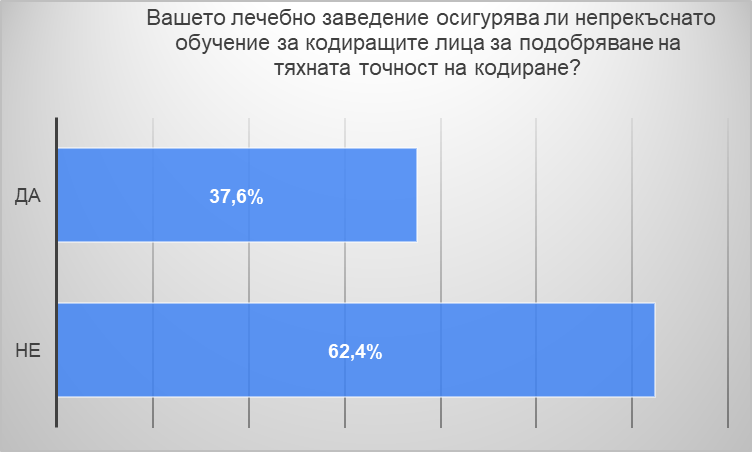 Вашето лечебно заведение осигурява ли непрекъснато
обучение за кодиращите лица за подобряване на
тяхната точност на кодиране?
ДА
37,6%
НЕ
62,4%